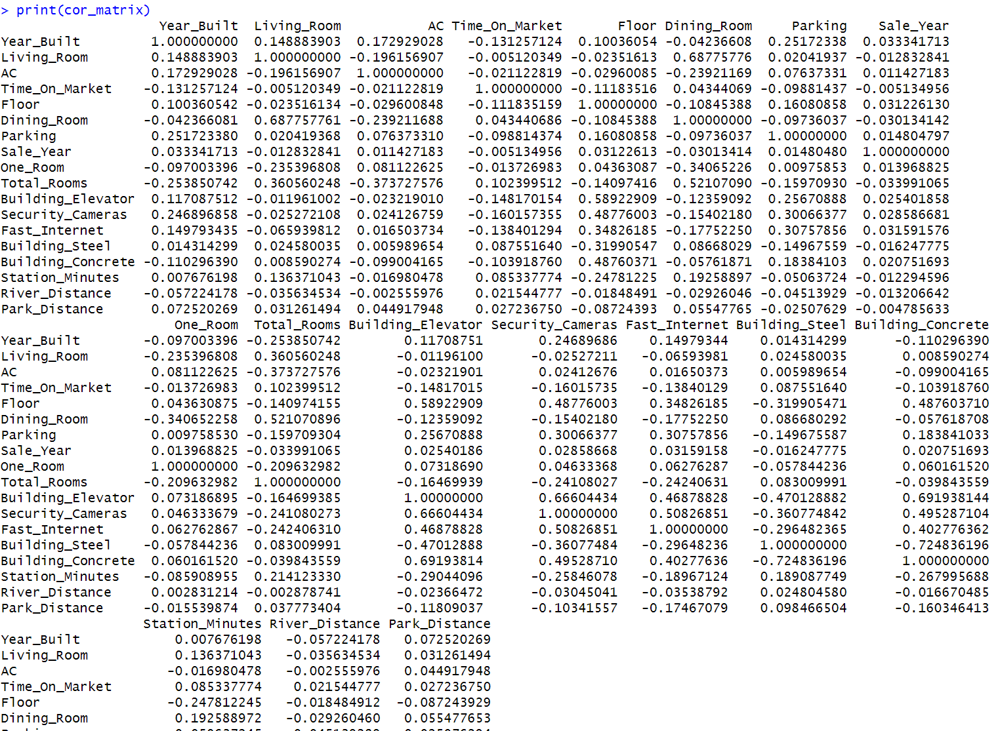 > print(cor_matrix)
Year_Built Living_Room AC Time_On_Market Floor Dining_Room Parking Sale_Year
Year_Built 1.000000000 0.148883903 0.172929028 -0.131257124 0.10036054 -0.04236608 0.25172338 0.033341713
Living_Room 0.148883903 1.000000000 -0.196156907 -0.005120349 -0.02351613 0.68775776 0.02041937 -0.012832841
AC 0.172929028 -0.196156907 1.000000000 -0.021122819 -0.02960085 -0.23921169 0.07637331 0.011427183
Time_On_Market -0.131257124 -0.005120349 -0.021122819 1.000000000 -0.11183516 0.04344069 -0.09881437 -0.005134956
Floor 0.100360542 -0.023516134 -0.029600848 -0.111835159 1.00000000 -0.10845388 0.16080858 0.031226130
Dining_Room -0.042366081 0.687757761 -0.239211688 0.043440686 -0.10845388 1.00000000 -0.09736037 -0.030134142
Parking 0.251723380 0.020419368 0.076373310 -0.098814374 0.16080858 -0.09736037 1.00000000 0.014804797
Sale_Year 0.033341713 -0.012832841 0.011427183 -0.005134956 0.03122613 -0.03013414 0.01480480 1.000000000
One_Room -0.097003396 -0.235396808 0.081122625 -0.013726983 0.04363087 -0.34065226 0.00975853 0.013968825
Total_Rooms -0.253850742 0.360560248 -0.373727576 0.102399512 -0.14097416 0.52107090 -0.15970930 -0.033991065
Building_Elevator 0.117087512 -0.011961002 -0.023219010 -0.148170154 0.58922909 -0.12359092 0.25670888 0.025401858
Security_Cameras 0.246896858 -0.025272108 0.024126759 -0.160157355 0.48776003 -0.15402180 0.30066377 0.028586681
Fast_Internet 0.149793435 -0.065939812 0.016503734 -0.138401294 0.34826185 -0.17752250 0.30757856 0.031591576
Building_Steel 0.014314299 0.024580035 0.005989654 0.087551640 -0.31990547 0.08668029 -0.14967559 -0.016247775
Building_Concrete -0.110296390 0.008590274 -0.099004165 -0.103918760 0.48760371 -0.05761871 0.18384103 0.020751693
Station_Minutes 0.007676198 0.136371043 -0.016980478 0.085337774 -0.24781225 0.19258897 -0.05063724 -0.012294596
River_Distance -0.057224178 -0.035634534 -0.002555976 0.021544777 -0.01848491 -0.02926046 -0.04513929 -0.013206642
Park_Distance 0.072520269 0.031261494 0.044917948 0.027236750 -0.08724393 0.05547765 -0.02507629 -0.004785633
One_Room Total_Rooms Building_Elevator Security_Cameras Fast_Internet Building_Steel Building_Concrete
Year_Built -0.097003396 -0.253850742 0.11708751 0.24689686 0.14979344 0.014314299 -0.110296390
Living_Room -0.235396808 0.360560248 -0.01196100 -0.02527211 -0.06593981 0.024580035 0.008590274
AC 0.081122625 -0.373727576 -0.02321901 0.02412676 0.01650373 0.005989654 -0.099004165
Time_On_Market -0.013726983 0.102399512 -0.14817015 -0.16015735 -0.13840129 0.087551640 -0.103918760
Floor 0.043630875 -0.140974155 0.58922909 0.48776003 0.34826185 -0.319905471 0.487603710
Dining_Room -0.340652258 0.521070896 -0.12359092 -0.15402180 -0.17752250 0.086680292 -0.057618708
Parking 0.009758530 -0.159709304 0.25670888 0.30066377 0.30757856 -0.149675587 0.183841033
Sale_Year 0.013968825 -0.033991065 0.02540186 0.02858668 0.03159158 -0.016247775 0.020751693
One_Room 1.000000000 -0.209632982 0.07318690 0.04633368 0.06276287 -0.057844236 0.060161520
Total_Rooms -0.209632982 1.000000000 -0.16469939 -0.24108027 -0.24240631 0.083009991 -0.039843559
Building_Elevator 0.073186895 -0.164699385 1.00000000 0.66604434 0.46878828 -0.470128882 0.691938144
Security_Cameras 0.046333679 -0.241080273 0.66604434 1.00000000 0.50826851 -0.360774842 0.495287104
Fast_Internet 0.062762867 -0.242406310 0.46878828 0.50826851 1.00000000 -0.296482365 0.402776362
Building_Steel -0.057844236 0.083009991 -0.47012888 -0.36077484 -0.29648236 1.000000000 -0.724836196
Building_Concrete 0.060161520 -0.039843559 0.69193814 0.49528710 0.40277636 -0.724836196 1.000000000
Station_Minutes -0.085908955 0.214123330 -0.29044096 -0.25846078 -0.18967124 0.189087749 -0.267995688
River_Distance 0.002831214 -0.002878741 -0.02366472 -0.03045041 -0.03538792 0.024804580 -0.016670485
Park_Distance -0.015539874 0.037773404 -0.11809037 -0.10341557 -0.17467079 0.098466504 -0.160346413
Station_Minutes River_Distance Park_Distance
Year_Built 0.007676198 -0.057224178 0.072520269
Living_Room 0.136371043 -0.035634534 0.031261494
AC -0.016980478 -0.002555976 0.044917948
Time_On_Market 0.085337774 0.021544777 0.027236750
Floor -0.247812245 -0.018484912 -0.087243929
Dining_Room 0.192588972 -0.029260460 0.055477653